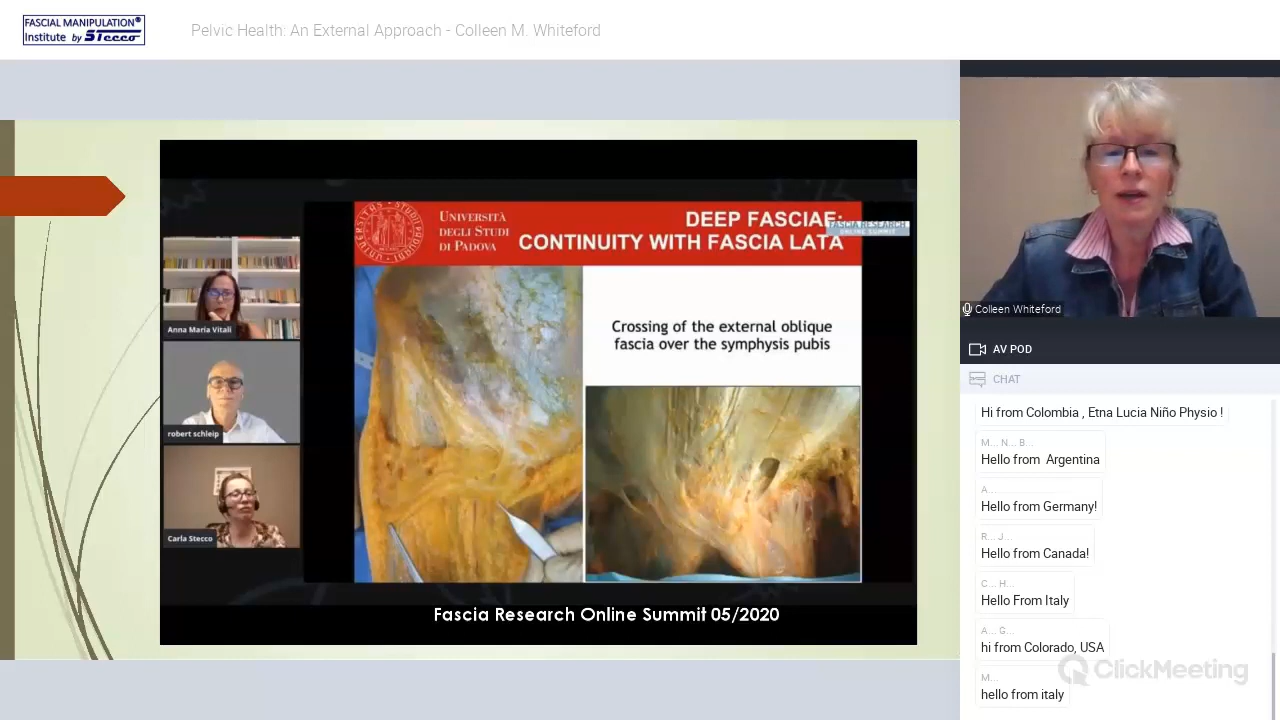 FASCIAL MANIPULATION®
Institute by Stecco
Pelvic Health: An External Approach - Colleen M. Whiteford
UNIVERSITÀ
DEGLI STUDI
DI PADOVA
DEEP FASCIAE:
CONTINUITY WITH FASCIA LATA
FASCIA RESEARCH
ONLINE SUMMIT
Crossing of the external oblique
fascia over the symphysis pubis
Anna Maria Vitali
robert schleip
Carla Stecco
Fascia Research Online Summit 05/2020
Colleen Whiteford
AV POD
CHAT
Hi from Colombia , Etna Lucia Niño Physio !
M... N... B...
Hello from Argentina
A...
Hello from Germany!
R... J...
Hello from Canada!
C... H...
Hello From Italy
A... G...
hi from Colorado, USA
M...
hello from italy
ClickMeeting